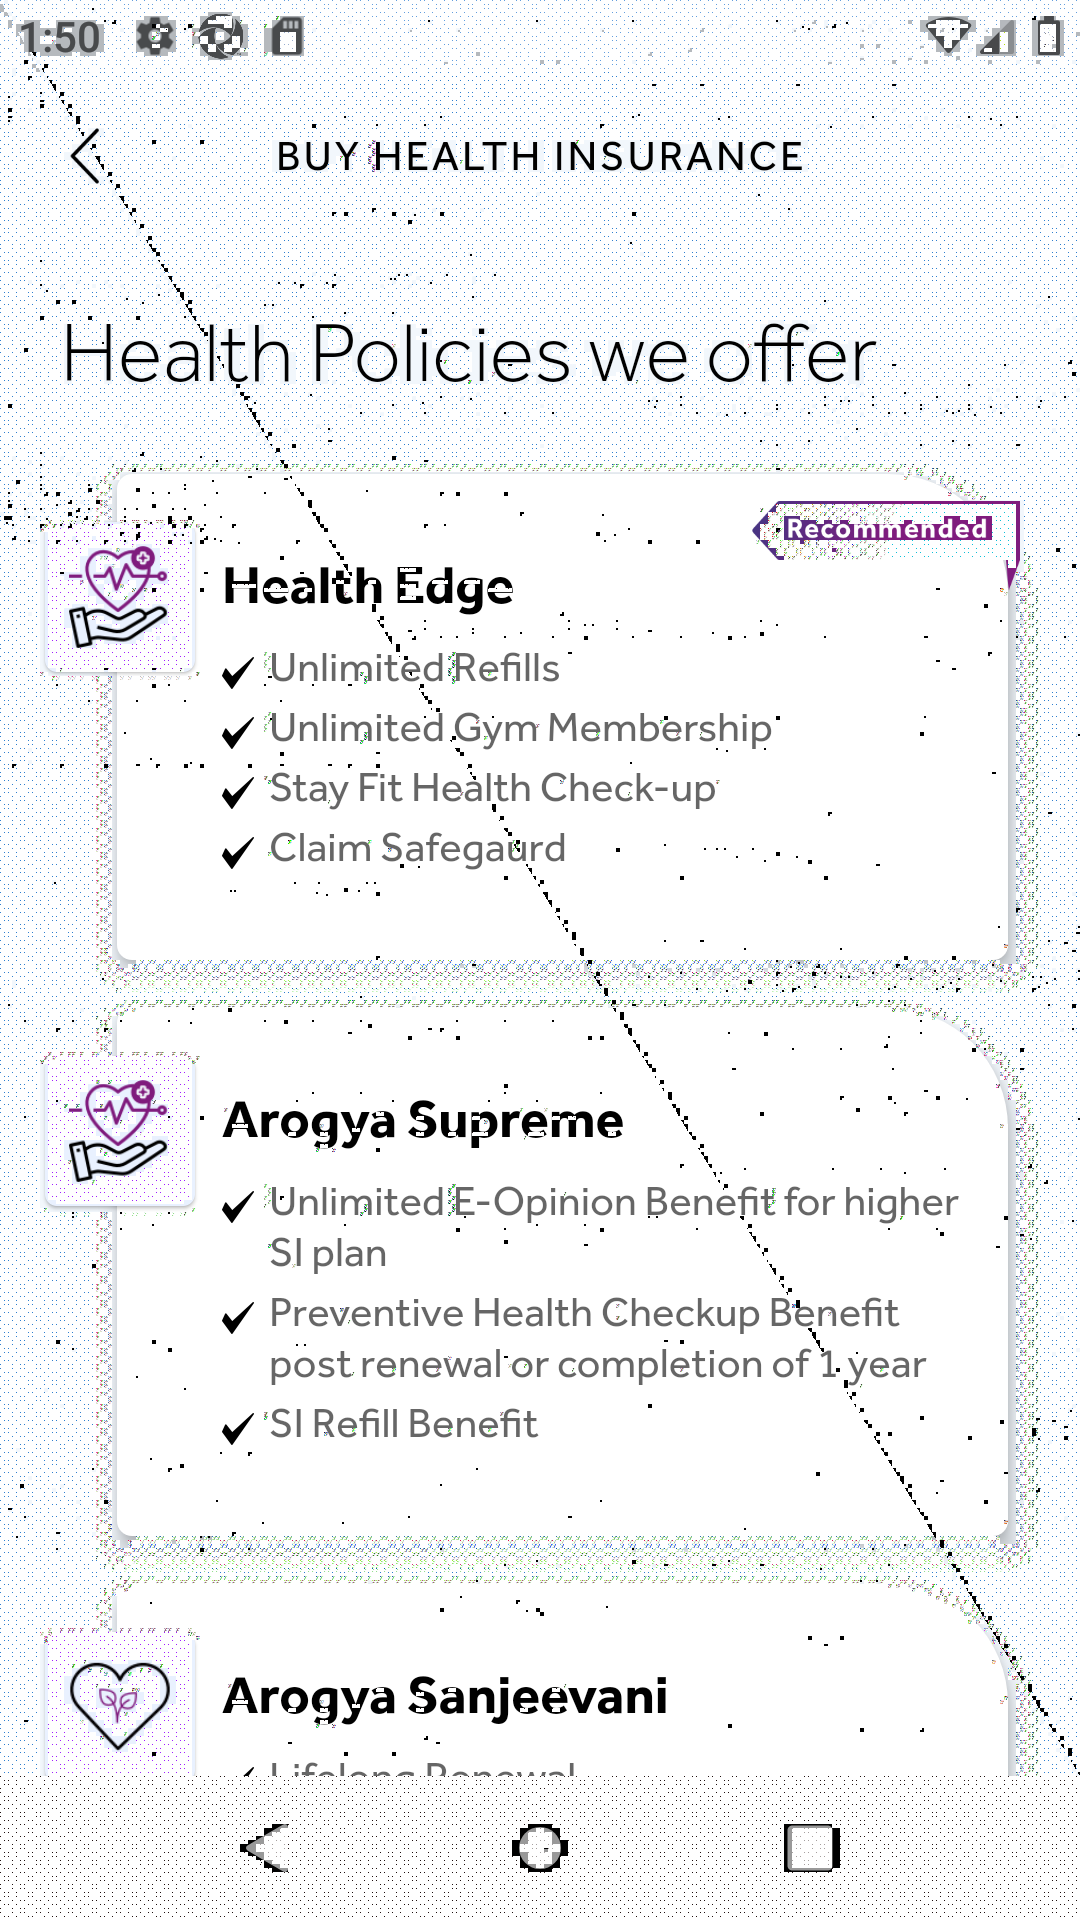 1:50
BUY HEALTH INSURANCE
Health Policies we offer
Recommended
Health Edge
Unlimited Refills
Unlimited Gym Membership
Stay Fit Health Check-up
Claim Safegaurd
Arogya Supreme
Unlimited E-Opinion Benefit for higher
SI plan
Preventive Health Checkup Benefit
post renewal or completion of 1 year
SI Refill Benefit
Arogya Sanjeevani
Lifelong Renewal